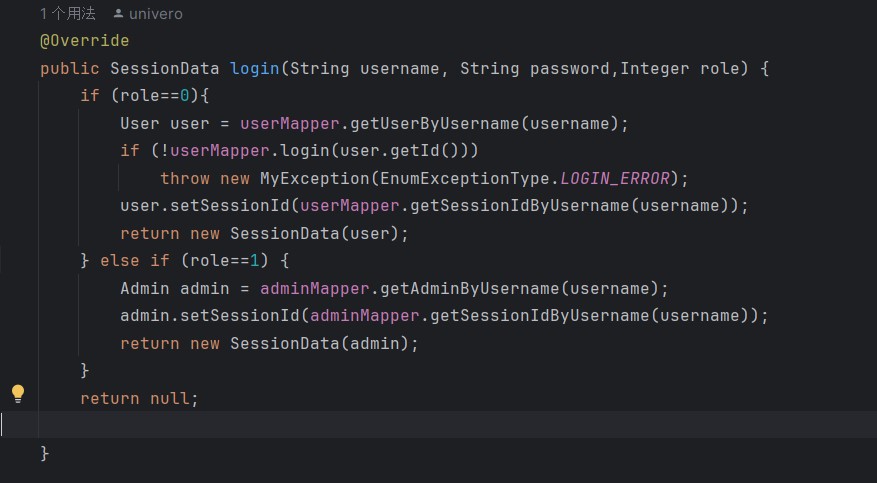 1 个用法 univero
@Override
public SessionData login(String username, String password,Integer role) {
if (role==0){
User user = userMapper.getUserByUsername(username);
if (!userMapper.login(user.getId()))
throw new MyException(EnumExceptionType.LOGIN_ERROR);
user.setSessionId(userMapper.getSessionIdByUsername(username));
return new SessionData(user);
} else if (role==1) {
Admin admin = adminMapper.getAdminByUsername(username);
admin.setSessionId(adminMapper.getSessionIdByUsername(username));
return new SessionData(admin);
}
return null;
}